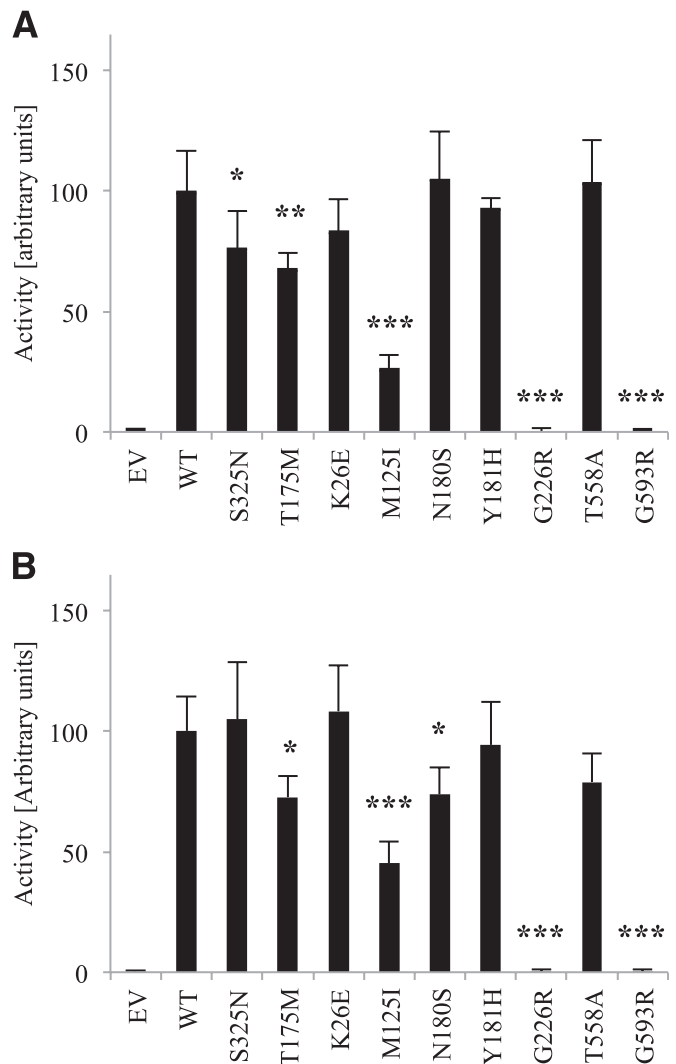 A
Activity [arbitrary units]
150
100
50
0
*
**
***
***
***
EV
WT
S325N
T175M
K26E
M125I
N180S
Y181H
G226R
T558A
G593R
B
Activity [Arbitrary units]
150
100
50
0
*
***
*
***
***
EV
WT
S325N
T175M
K26E
M125I
N180S
Y181H
G226R
T558A
G593R